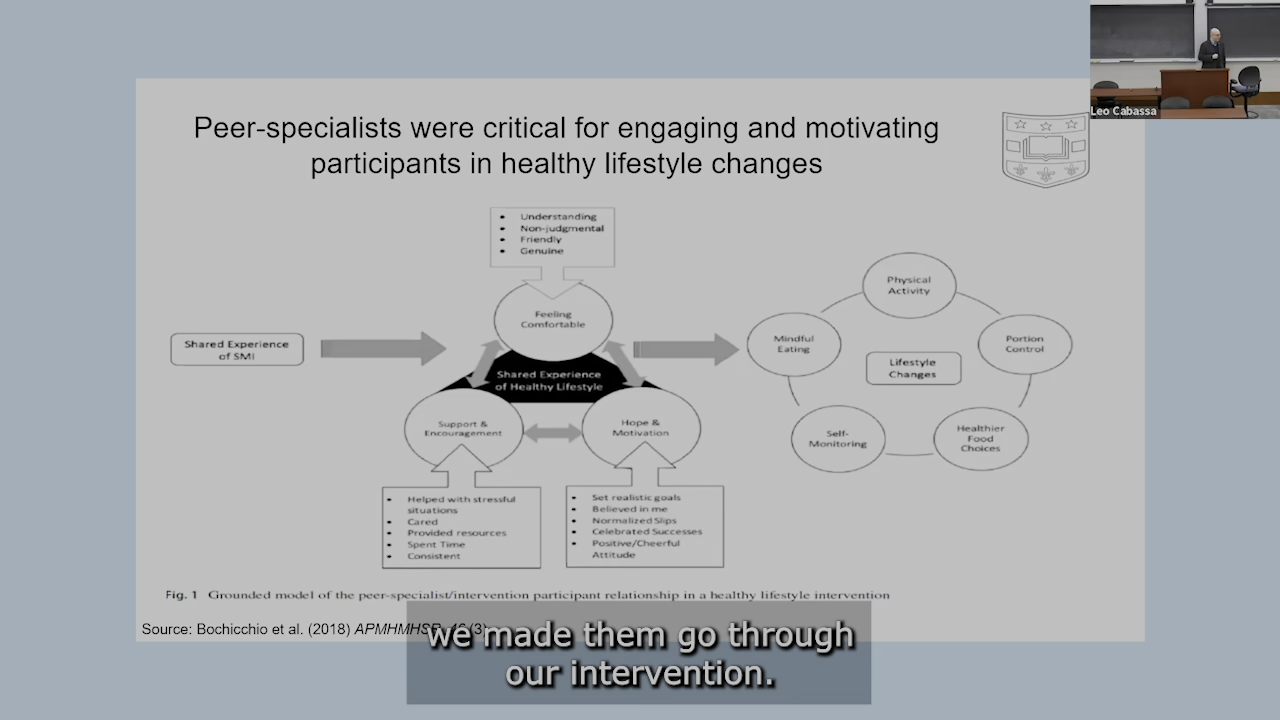 Leo Cabassa
Peer-specialists were critical for engaging and motivating
participants in healthy lifestyle changes
• Understanding
• Non-judgmental
• Friendly
• Genuine
Feeling
Comfortable
Shared Experience
of SMI
Shared Experience
of Healthy Lifestyle
Support &
Encouragement
Hope &
Motivation
• Helped with stressful
situations
• Cared
• Provided resources
• Spent Time
• Consistent
• Set realistic goals
• Believed in me
• Normalized Slips
• Celebrated Successes
• Positive/Cheerful
Attitude
Physical
Activity
Mindful
Eating
Portion
Control
Lifestyle
Changes
Self-
Monitoring
Healthier
Food
Choices
Fig. 1 Grounded model of the peer-specialist/intervention participant relationship in a healthy lifestyle intervention
Source: Bochicchio et al. (2018)
we made them go through
our intervention.